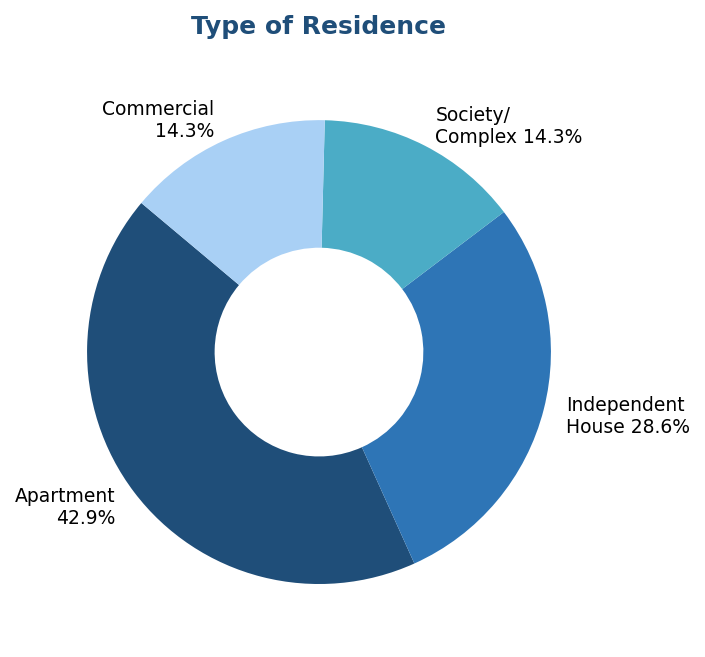 Type of Residence
Commercial
14.3%
Society/
Complex 14.3%
Independent
House 28.6%
Apartment
42.9%